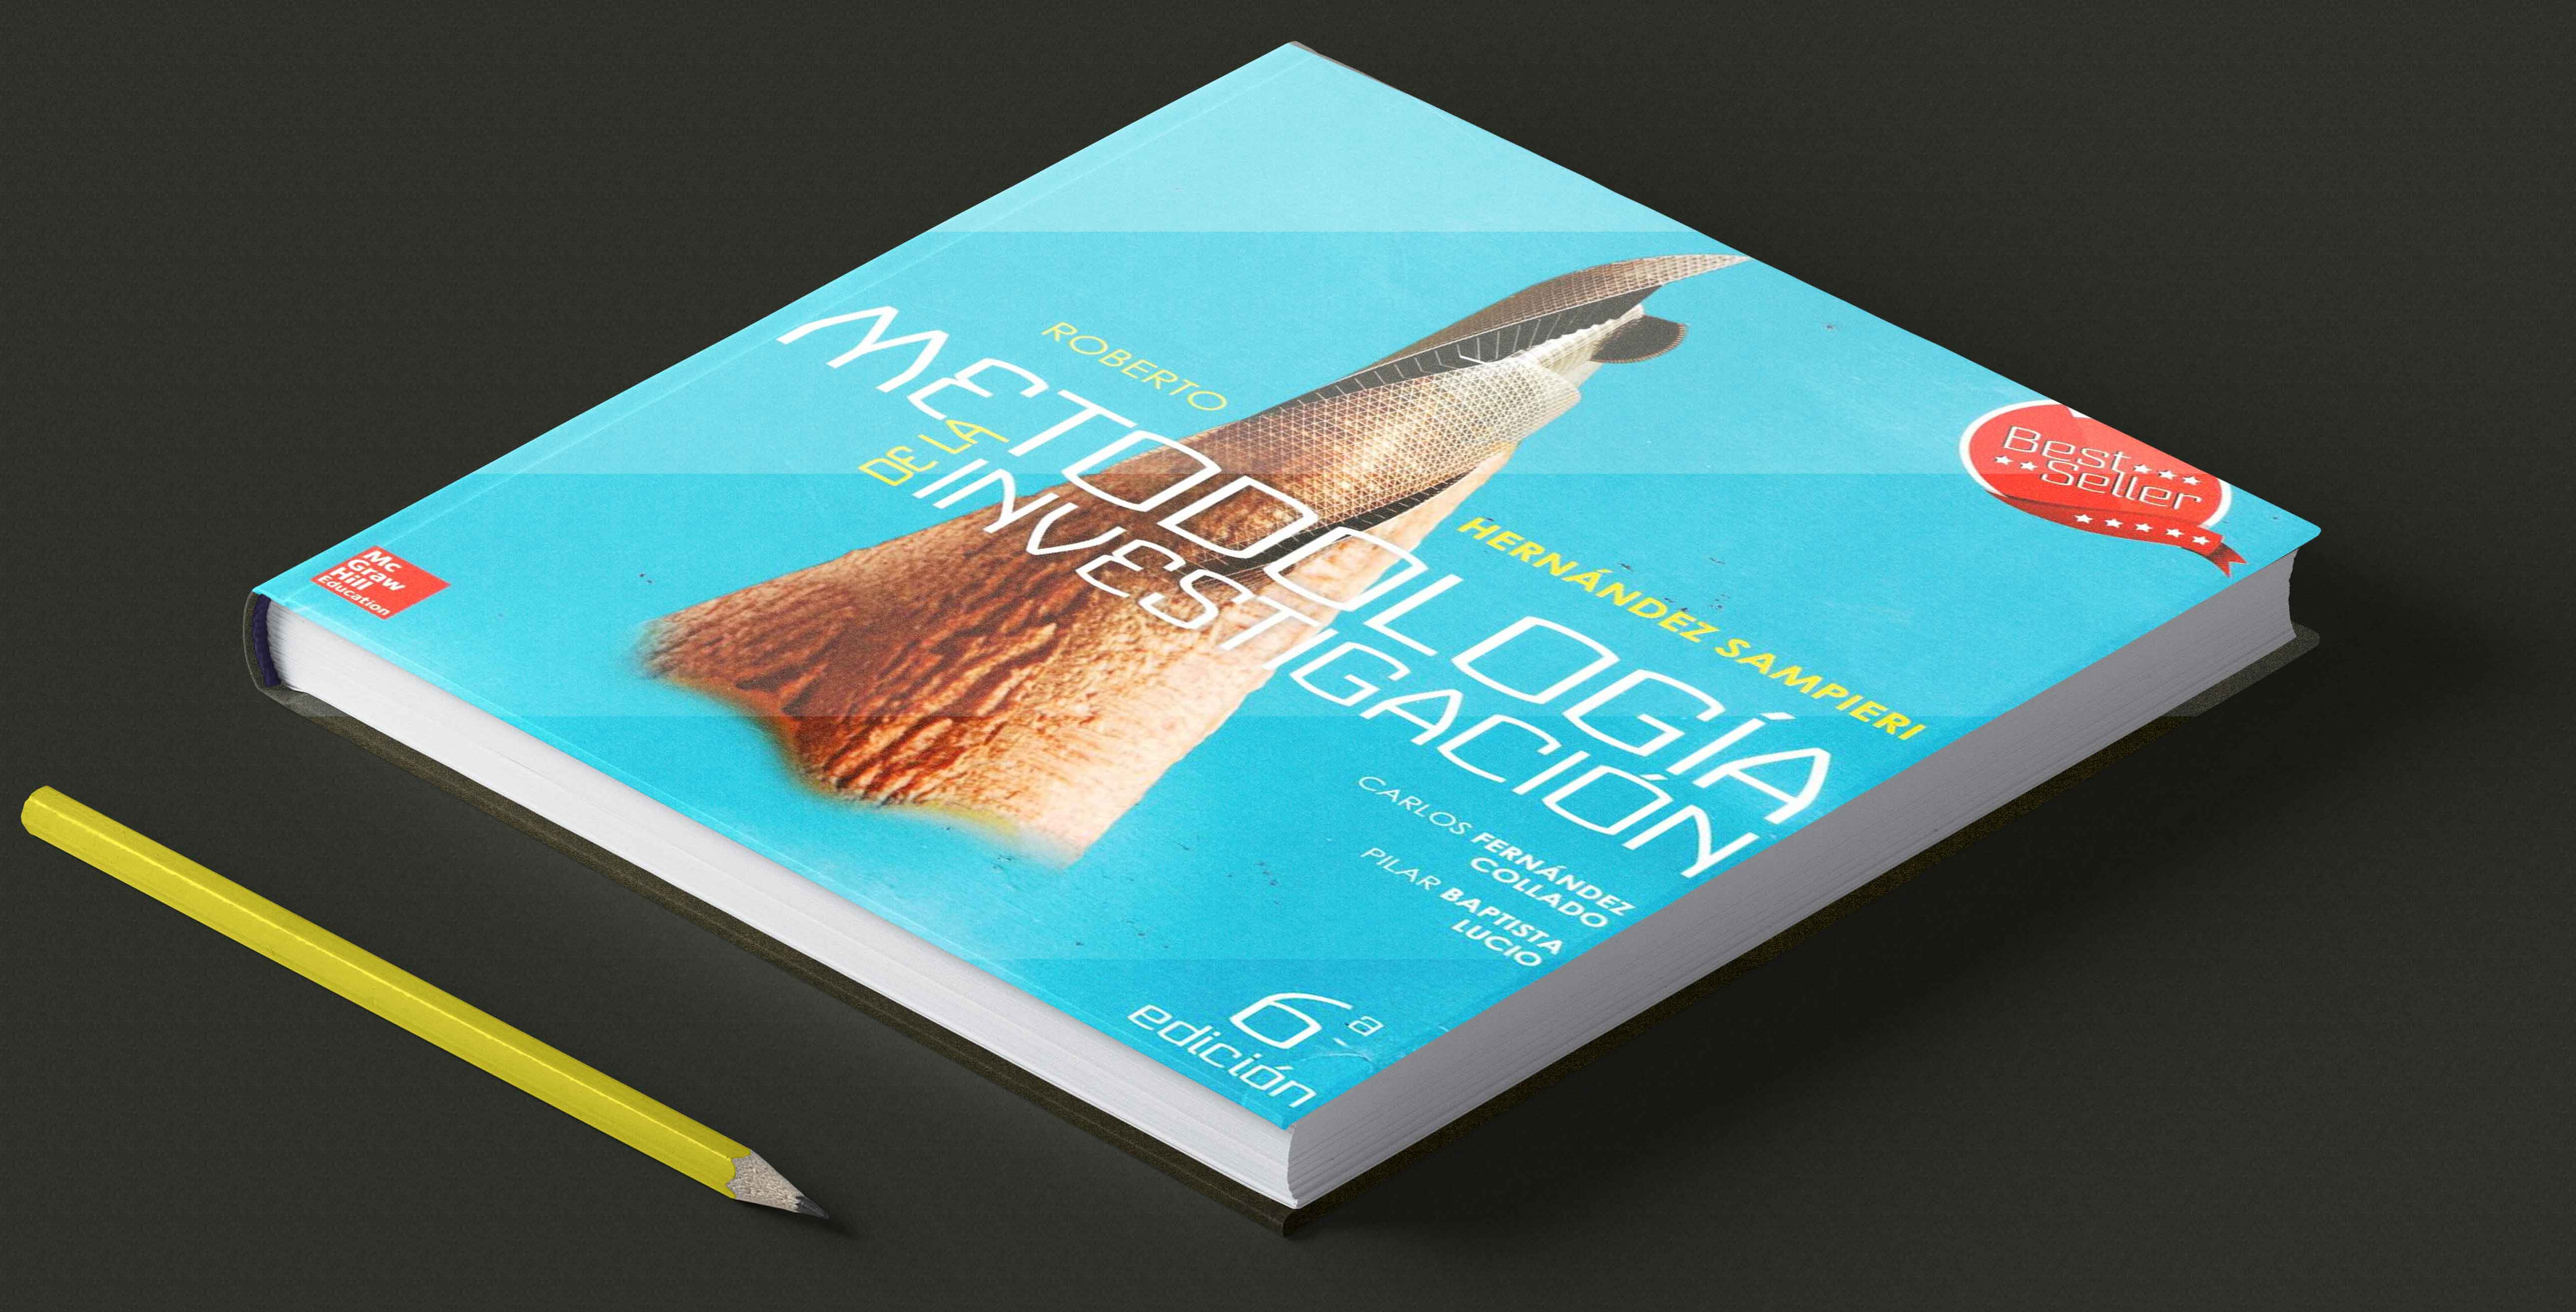 Best
Seller
ROBERTO
HERNÁNDEZ SAMPIERI
METODOLOGÍA
DE LA
INVESTIGACIÓN
CARLOS FERNÁNDEZ
COLLADO
PILAR BAPTISTA
LUCIO
6a
edición
Mc
Graw
Hill
Education